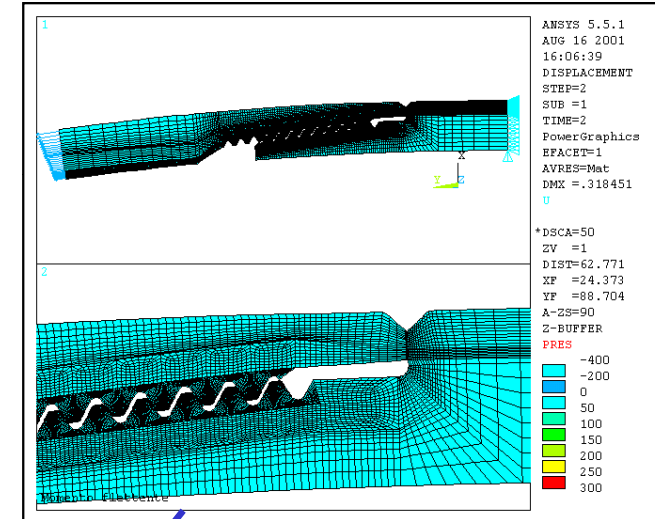 1
ANSYS 5.5.1
AUG 16 2001
16:06:39
DISPLACEMENT
STEP=2
SUB =1
TIME=2
PowerGraphics
EFACET=1
AVRES=Mat
DMX =.318451
U
*DSCA=50
ZV =1
DIST=62.771
XF =24.373
YF =88.704
A-ZS=90
Z-BUFFER
PRES
-400
-200
0
50
100
150
200
250
300
X
Y Z
2
Momento flettente